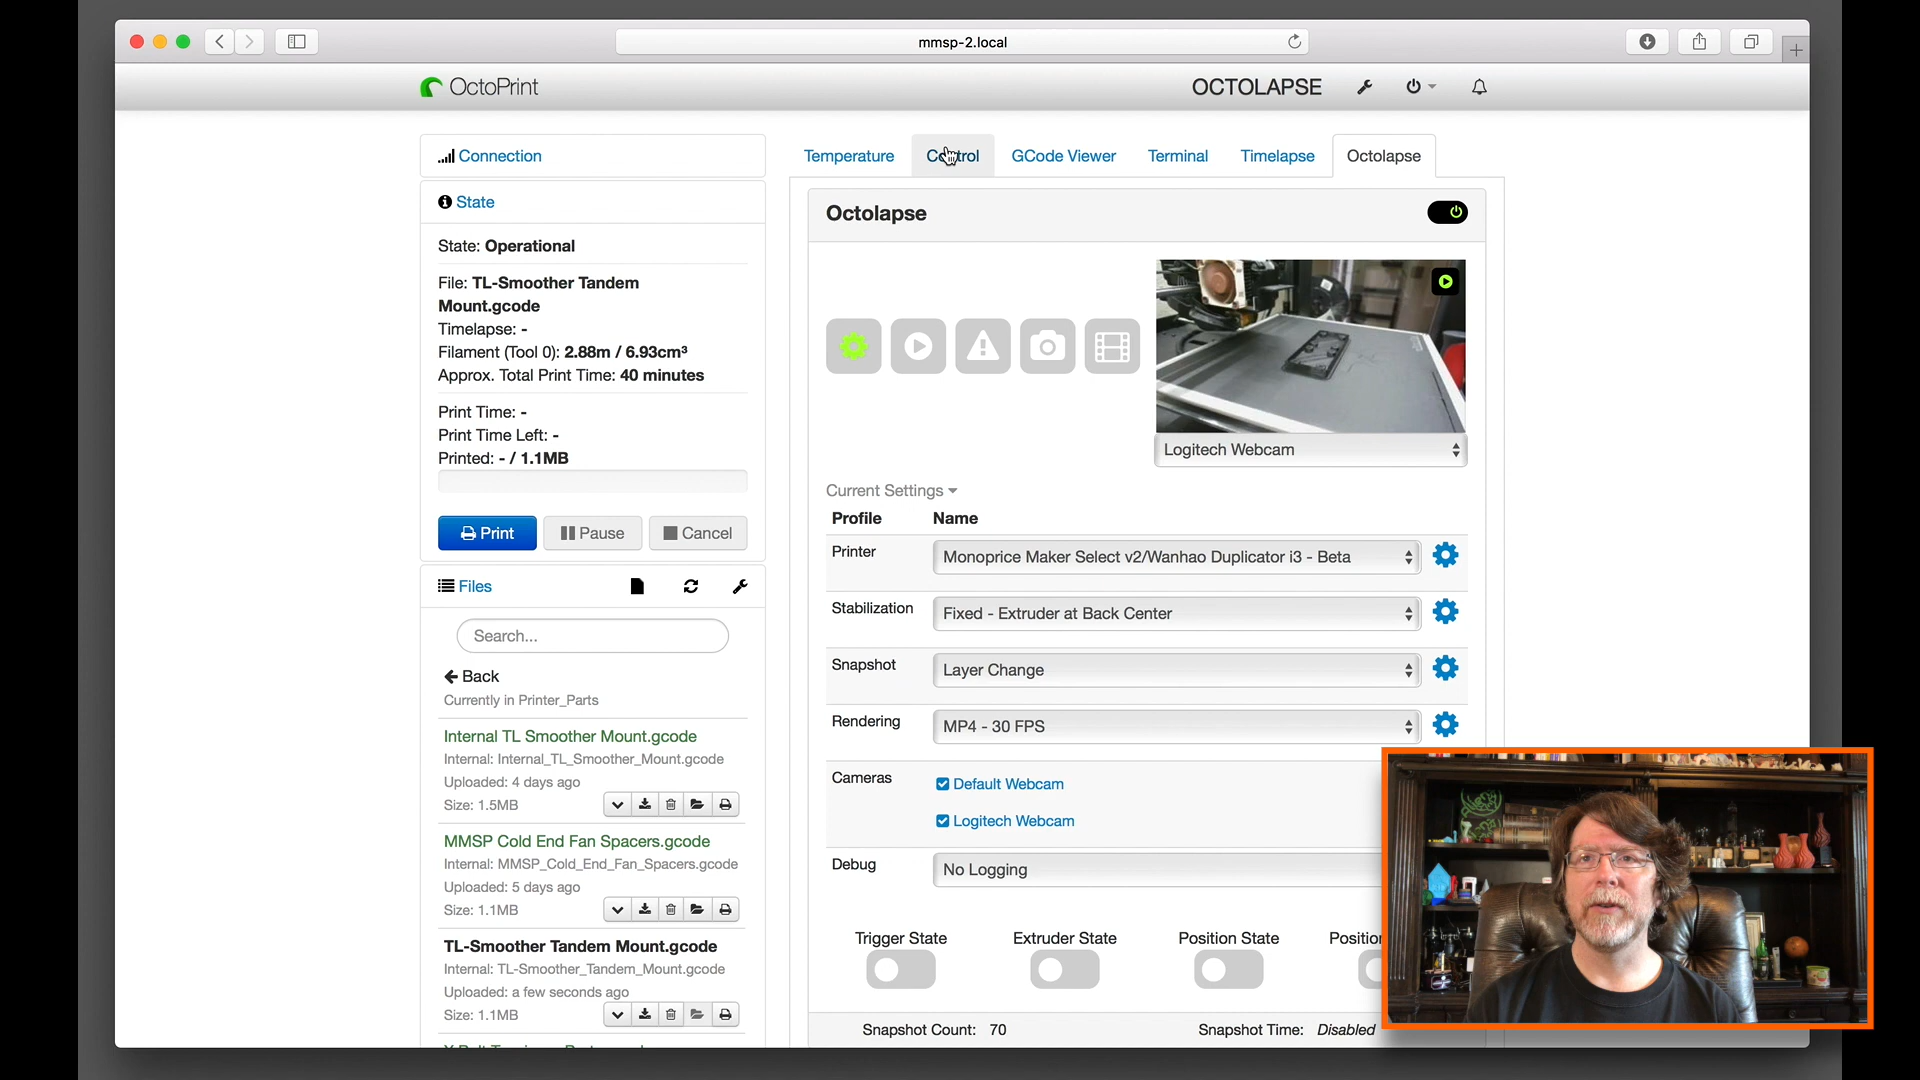 mmsp-2.local
OctoPrint
OCTOLAPSE
Connection
State
State: Operational
File: TL-Smoother Tandem
Mount.gcode
Timelapse: -
Filament (Tool 0): 2.88m / 6.93cm³
Approx. Total Print Time: 40 minutes
Print Time: -
Print Time Left: -
Printed: - / 1.1MB
Print
Pause
Cancel
Files
Search...
Back
Currently in Printer_Parts
Internal TL Smoother Mount.gcode
Internal: Internal_TL_Smoother_Mount.gcode
Uploaded: 4 days ago
Size: 1.5MB
MMSP Cold End Fan Spacers.gcode
Internal: MMSP_Cold_End_Fan_Spacers.gcode
Uploaded: 5 days ago
Size: 1.1MB
TL-Smoother Tandem Mount.gcode
Internal: TL-Smoother_Tandem_Mount.gcode
Uploaded: a few seconds ago
Size: 1.1MB
Temperature
Control
GCode Viewer
Terminal
Timelapse
Octolapse
Octolapse
Logitech Webcam
Current Settings
Profile Name
Printer Monoprice Maker Select v2/Wanhao Duplicator i3 - Beta
Stabilization Fixed - Extruder at Back Center
Snapshot Layer Change
Rendering MP4 - 30 FPS
Cameras Default Webcam
Logitech Webcam
Debug No Logging
Trigger State Extruder State Position State Position
Snapshot Count: 70 Snapshot Time: Disabled